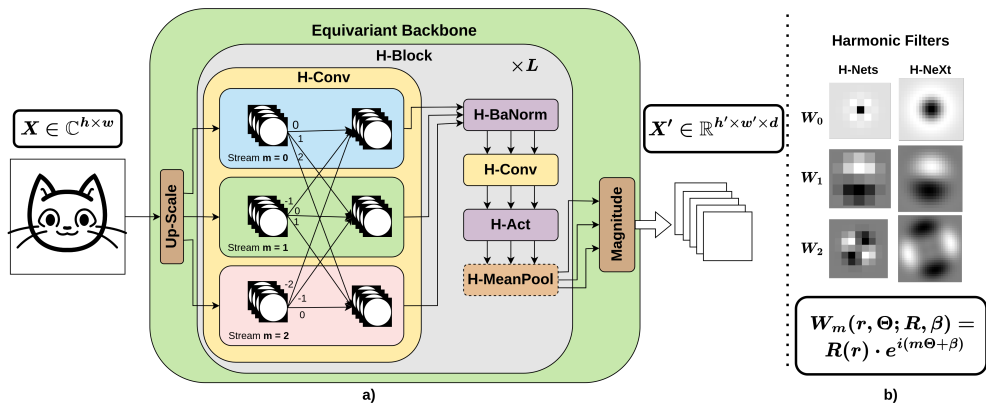 Equivariant Backbone
H-Block
× L
H-Conv
X ∈ ℂ^{h×w}
Up-Scale
0
1
2
Stream m = 0
-1
0
1
Stream m = 1
-2
-1
0
Stream m = 2
H-BaNorm
H-Conv
H-Act
H-MeanPool
Magnitude
X′ ∈ ℝ^{h′×w′×d}
a)
Harmonic Filters
H-Nets H-NeXt
W_0
W_1
W_2
W_m(r, Θ; R, β) =
R(r) · e^{i(mΘ+β)}
b)